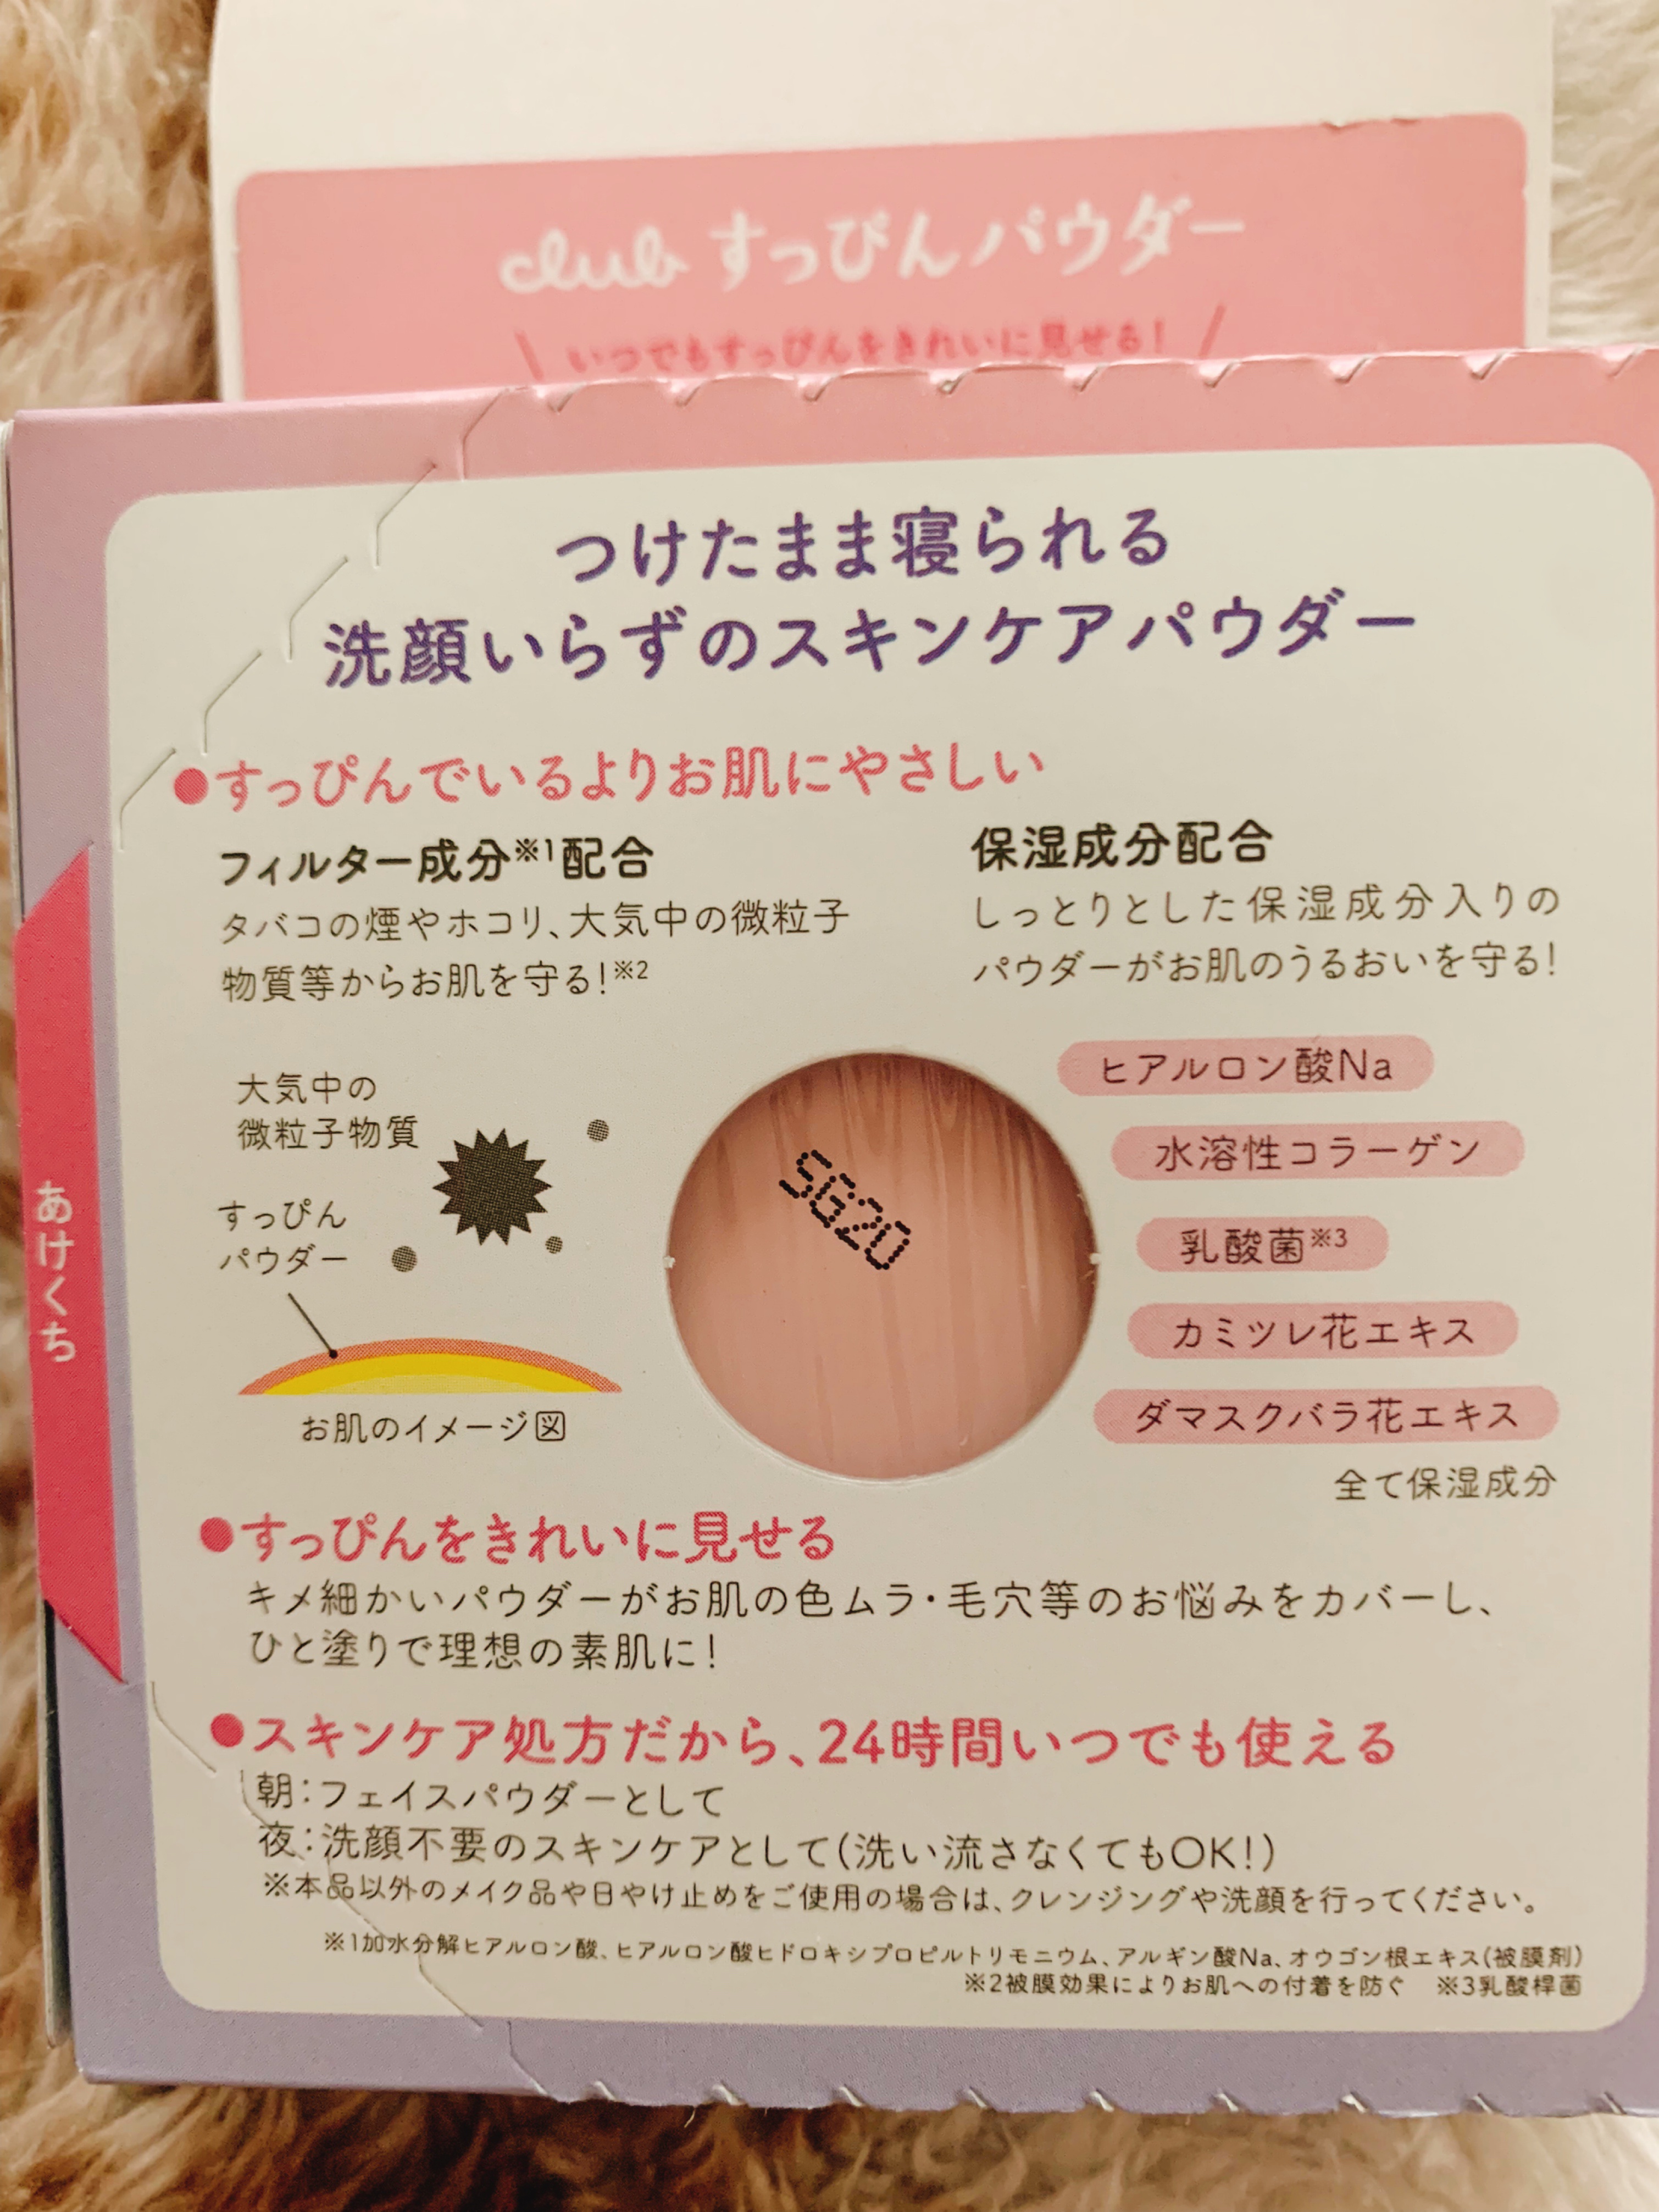 club すっぴんパウダー
いつでもすっぴんをきれいに見せる!
つけたまま寝られる
洗顔いらずのスキンケアパウダー
●すっぴんでいるよりお肌にやさしい
フィルター成分※1配合
タバコの煙やホコリ、大気中の微粒子
物質等からお肌を守る!※2
保湿成分配合
しっとりとした保湿成分入りの
パウダーがお肌のうるおいを守る!
大気中の
微粒子物質
すっぴん
パウダー
お肌のイメージ図
SG20
ヒアルロン酸Na
水溶性コラーゲン
乳酸菌※3
カミツレ花エキス
ダマスクバラ花エキス
全て保湿成分
あけくち
●すっぴんをきれいに見せる
キメ細かいパウダーがお肌の色ムラ・毛穴等のお悩みをカバーし、
ひと塗りで理想の素肌に!
●スキンケア処方だから、24時間いつでも使える
朝:フェイスパウダーとして
夜:洗顔不要のスキンケアとして(洗い流さなくてもOK!)
※本品以外のメイク品や日やけ止めをご使用の場合は、クレンジングや洗顔を行ってください。
※1加水分解ヒアルロン酸、ヒアルロン酸ヒドロキシプロピルトリモニウム、アルギン酸Na、オウゴン根エキス(被膜剤)
※2被膜効果によりお肌への付着を防ぐ ※3乳酸桿菌